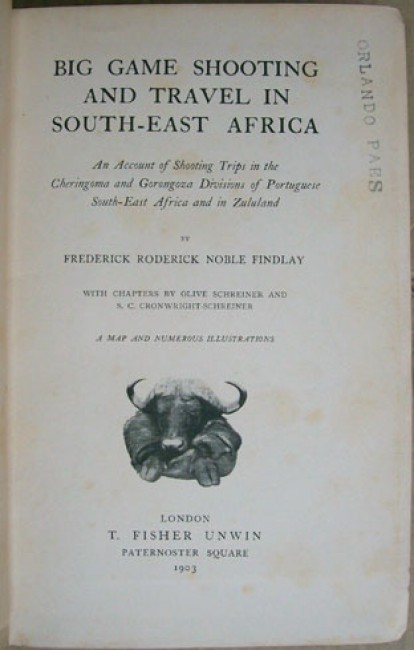 BIG GAME SHOOTING
AND TRAVEL IN
SOUTH-EAST AFRICA
An Account of Shooting Trips in the
Cheringoma and Gorongoza Divisions of Portuguese
South-East Africa and in Zululand
BY
FREDERICK RODERICK NOBLE FINDLAY
WITH CHAPTERS BY OLIVE SCHREINER AND
S. C. CRONWRIGHT-SCHREINER
A MAP AND NUMEROUS ILLUSTRATIONS
LONDON
T. FISHER UNWIN
PATERNOSTER SQUARE
1903
ORLANDO PAES